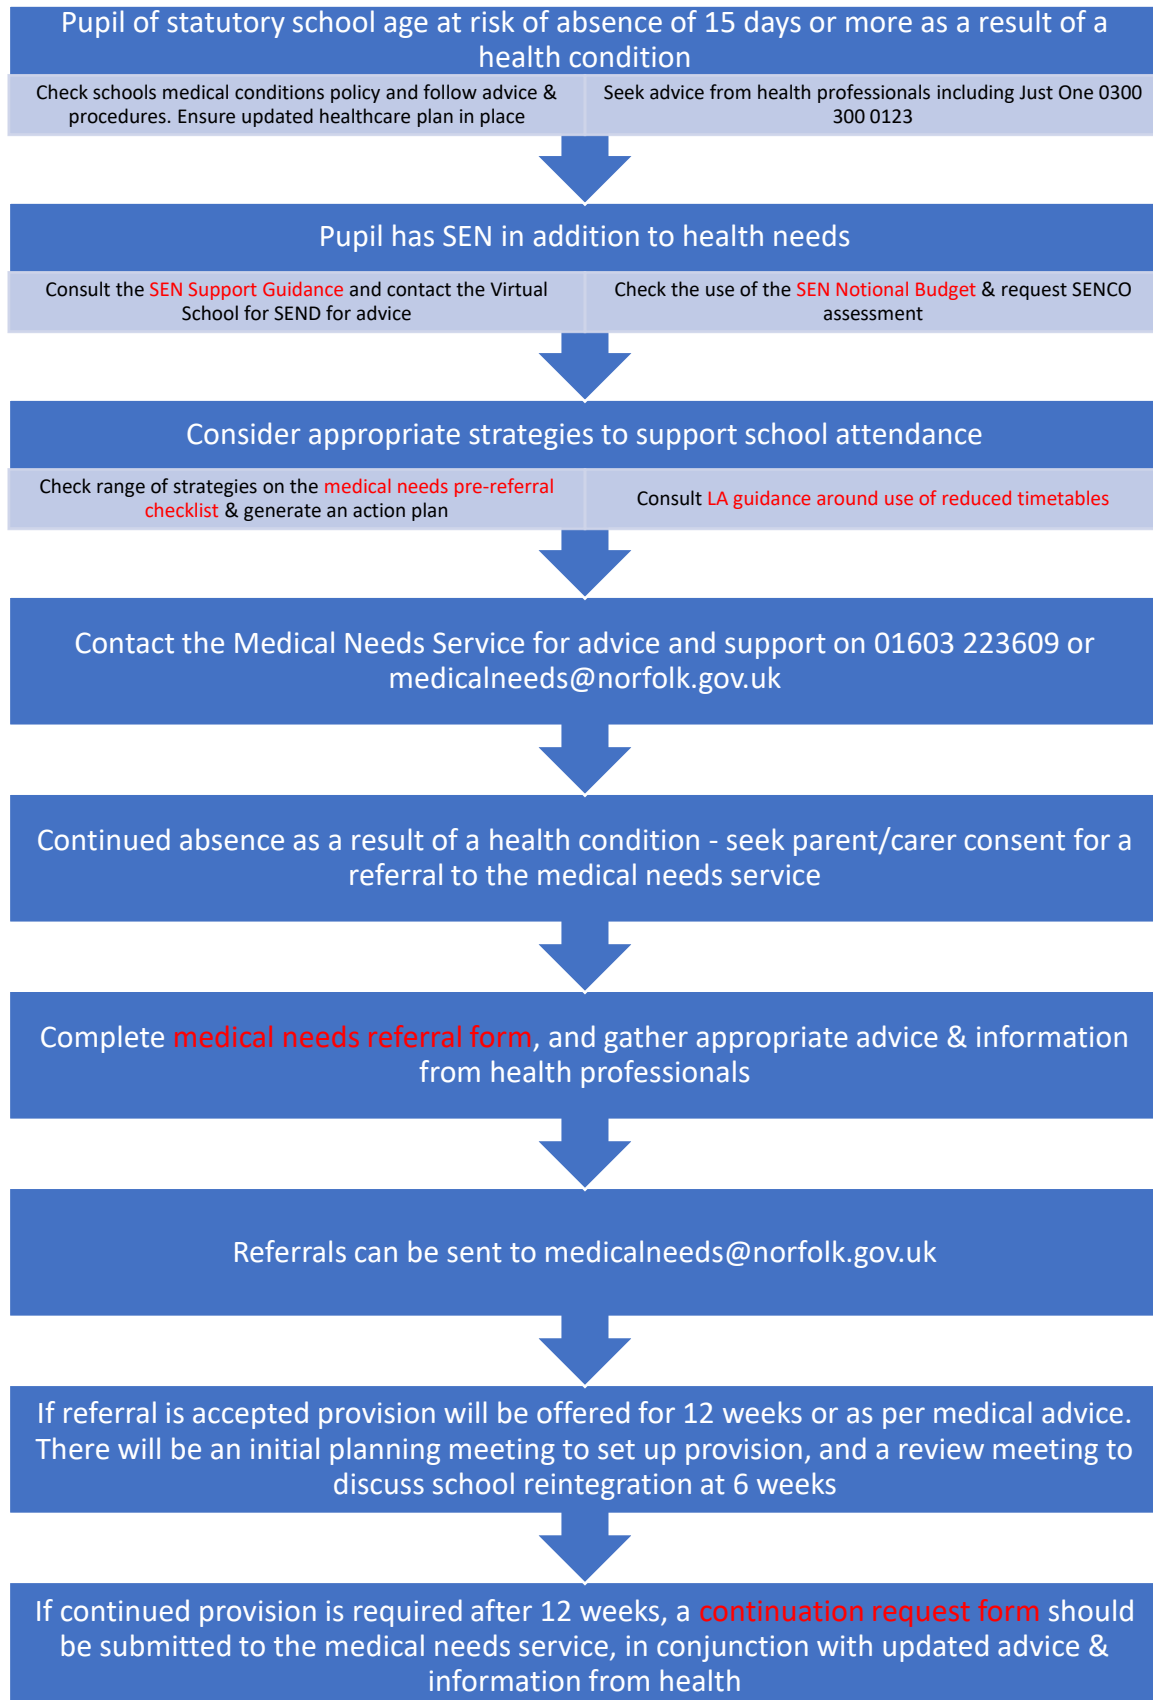 Pupil of statutory school age at risk of absence of 15 days or more as a result of a
health condition
Check schools medical conditions policy and follow advice &
procedures. Ensure updated healthcare plan in place
Seek advice from health professionals including Just One 0300
300 0123
Pupil has SEN in addition to health needs
Consult the SEN Support Guidance and contact the Virtual
School for SEND for advice
Check the use of the SEN Notional Budget & request SENCO
assessment
Consider appropriate strategies to support school attendance
Check range of strategies on the medical needs pre-referral
checklist & generate an action plan
Consult LA guidance around use of reduced timetables
Contact the Medical Needs Service for advice and support on 01603 223609 or
medicalneeds@norfolk.gov.uk
Continued absence as a result of a health condition - seek parent/carer consent for a
referral to the medical needs service
Complete medical needs referral form, and gather appropriate advice & information
from health professionals
Referrals can be sent to medicalneeds@norfolk.gov.uk
If referral is accepted provision will be offered for 12 weeks or as per medical advice.
There will be an initial planning meeting to set up provision, and a review meeting to
discuss school reintegration at 6 weeks
If continued provision is required after 12 weeks, a continuation request form should
be submitted to the medical needs service, in conjunction with updated advice &
information from health